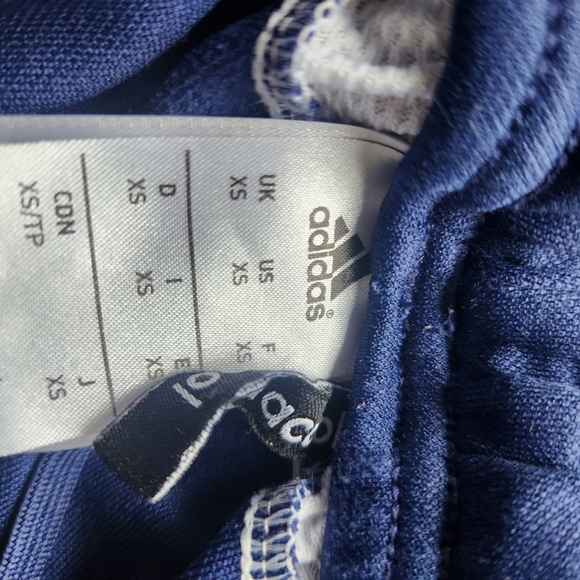 adidas®
UK US F
XS XS XS
D I E
XS XS XS
CDN J
XS/TP XS